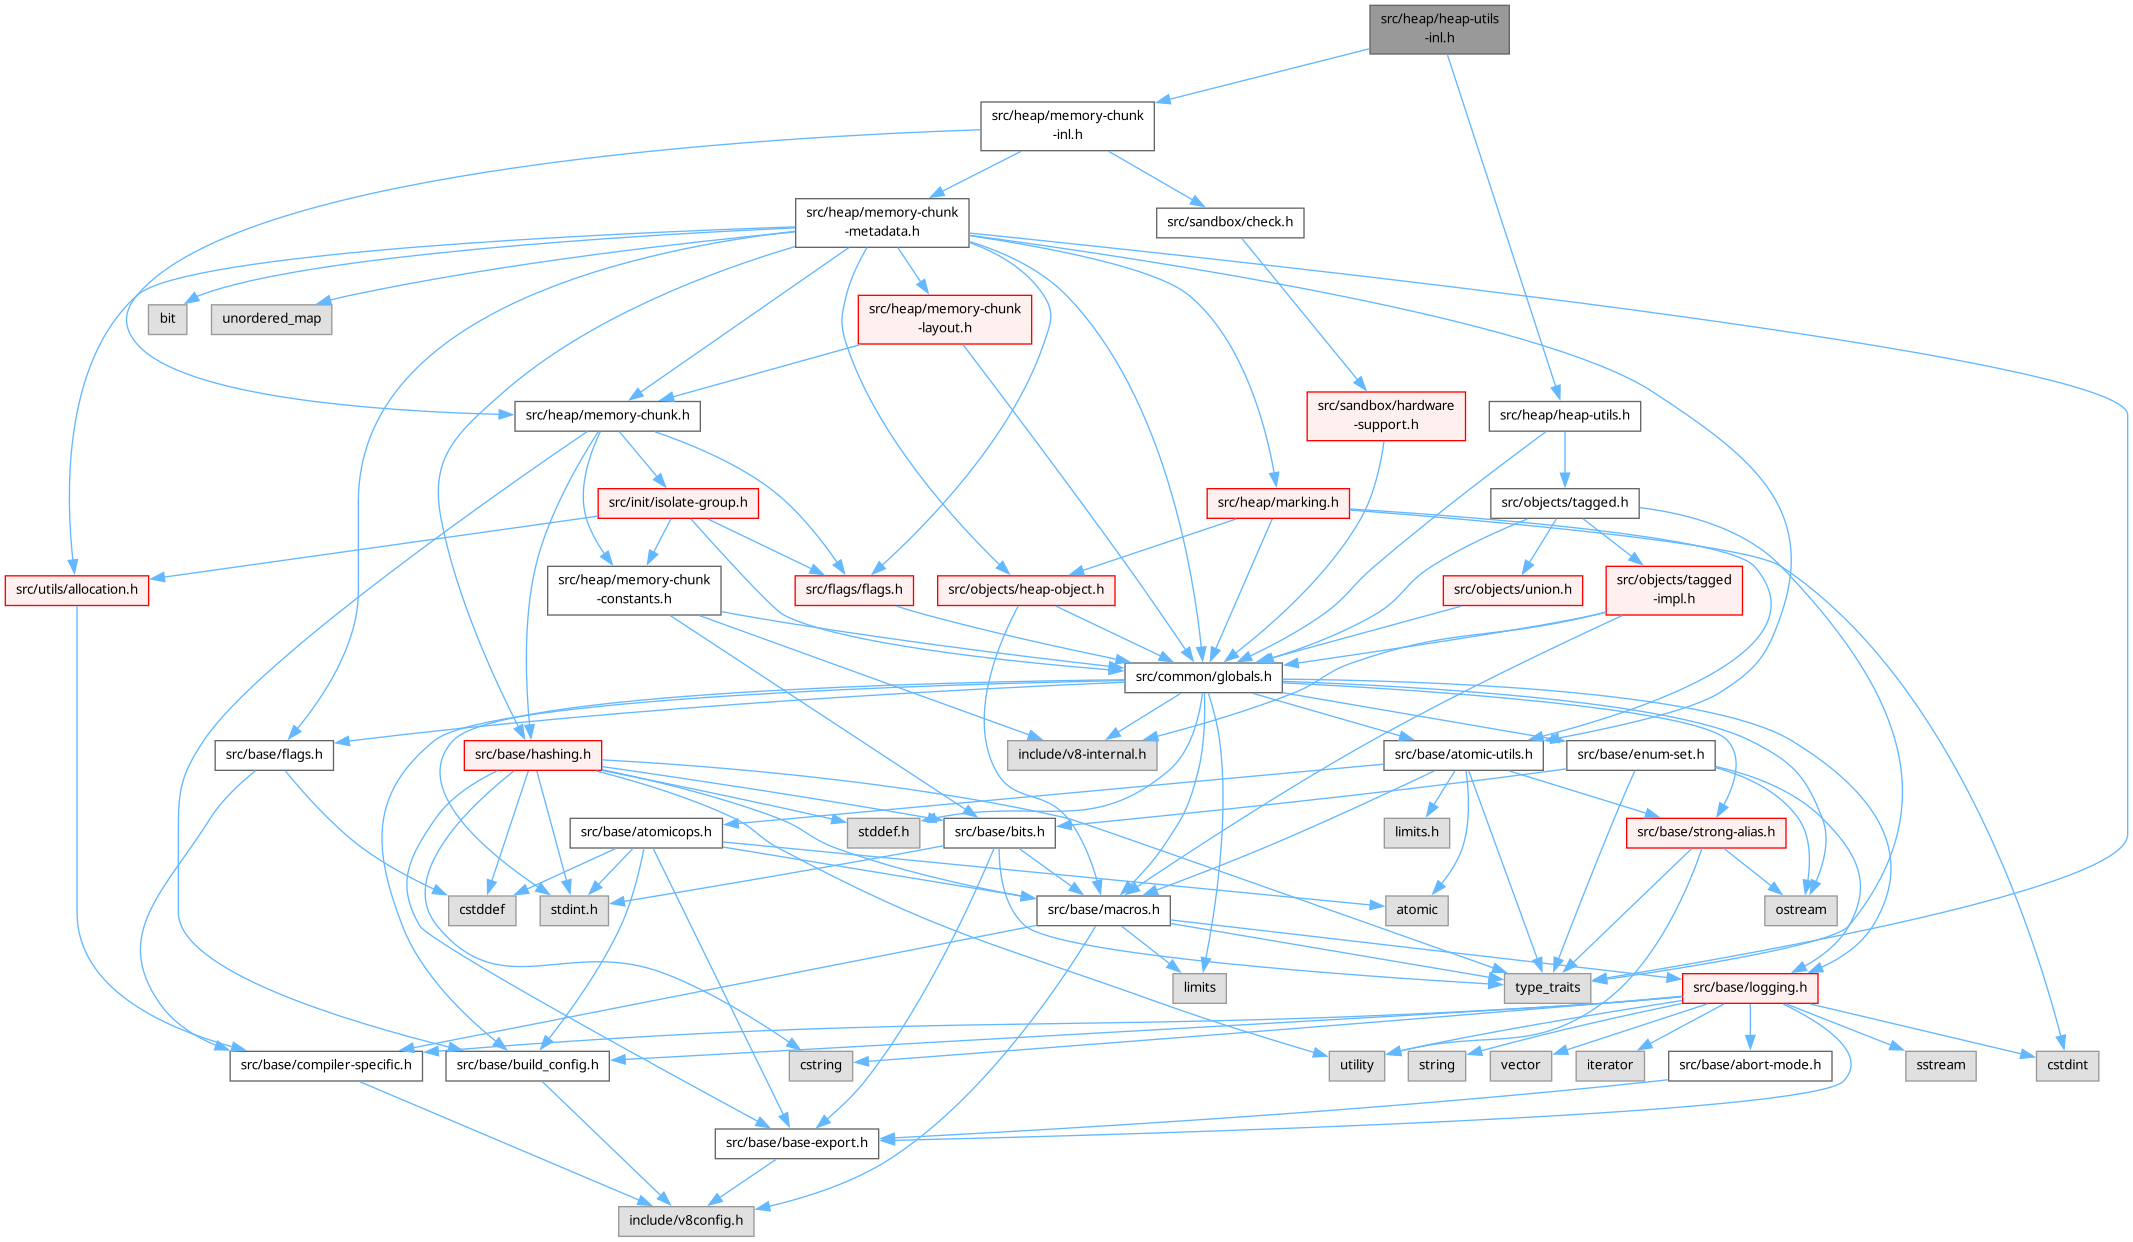 src/heap/heap-utils
-inl.h
src/heap/memory-chunk
-inl.h
src/heap/memory-chunk
-metadata.h
src/sandbox/check.h
bit
unordered_map
src/heap/memory-chunk
-layout.h
src/heap/memory-chunk.h
src/sandbox/hardware
-support.h
src/heap/heap-utils.h
src/init/isolate-group.h
src/heap/marking.h
src/objects/tagged.h
src/utils/allocation.h
src/heap/memory-chunk
-constants.h
src/flags/flags.h
src/objects/heap-object.h
src/objects/union.h
src/objects/tagged
-impl.h
src/common/globals.h
src/base/flags.h
src/base/hashing.h
include/v8-internal.h
src/base/atomic-utils.h
src/base/enum-set.h
src/base/atomicops.h
stddef.h
src/base/bits.h
limits.h
src/base/strong-alias.h
cstddef
stdint.h
src/base/macros.h
atomic
ostream
limits
type_traits
src/base/logging.h
src/base/compiler-specific.h
src/base/build_config.h
cstring
utility
string
vector
iterator
src/base/abort-mode.h
sstream
cstdint
src/base/base-export.h
include/v8config.h